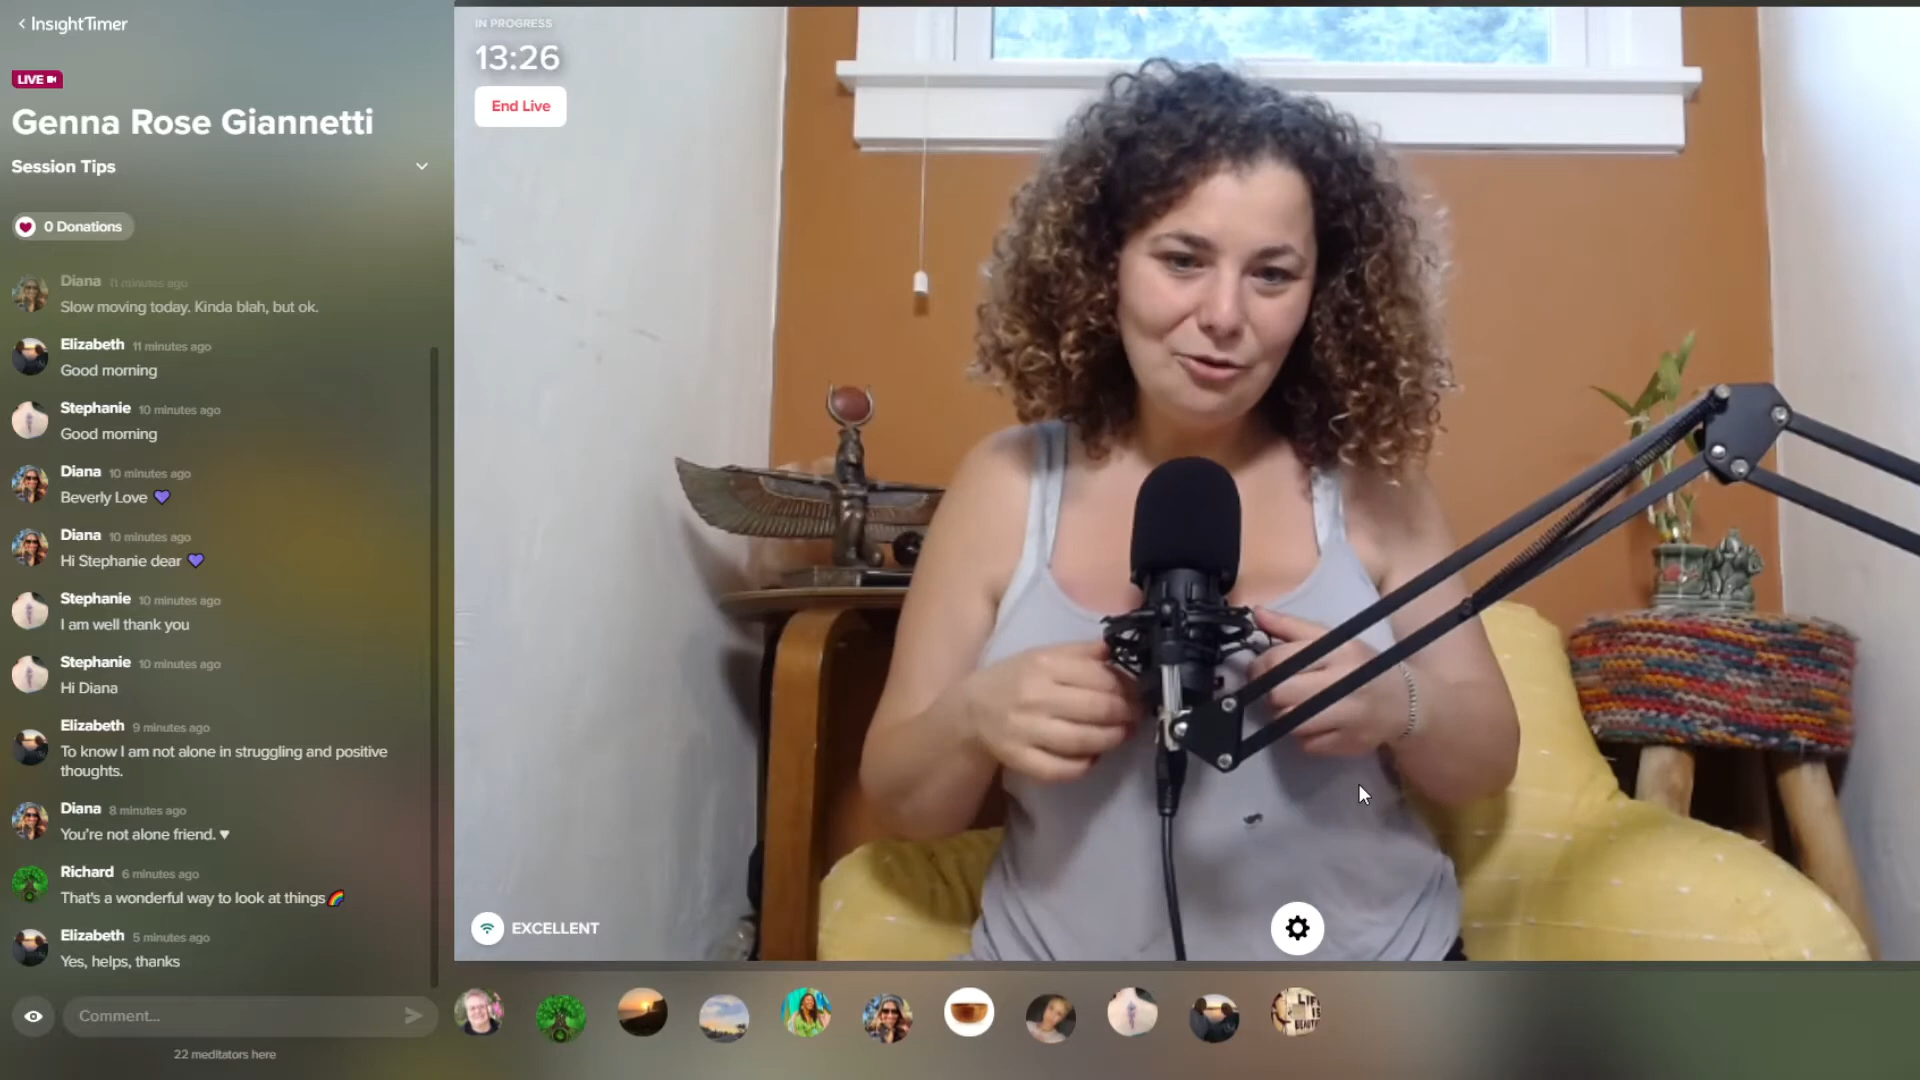 InsightTimer
LIVE
Genna Rose Giannetti
Session Tips
0 Donations
Diana 11 minutes ago
Slow moving today. Kinda blah, but ok.
Elizabeth 11 minutes ago
Good morning
Stephanie 10 minutes ago
Good morning
Diana 10 minutes ago
Beverly Love 💜
Diana 10 minutes ago
Hi Stephanie dear 💜
Stephanie 10 minutes ago
I am well thank you
Stephanie 10 minutes ago
Hi Diana
Elizabeth 9 minutes ago
To know I am not alone in struggling and positive
thoughts.
Diana 8 minutes ago
You're not alone friend. ♥
Richard 6 minutes ago
That's a wonderful way to look at things🌈
Elizabeth 5 minutes ago
Yes, helps, thanks
Comment...
22 meditators here
IN PROGRESS
13:26
End Live
EXCELLENT
LIFE
IS